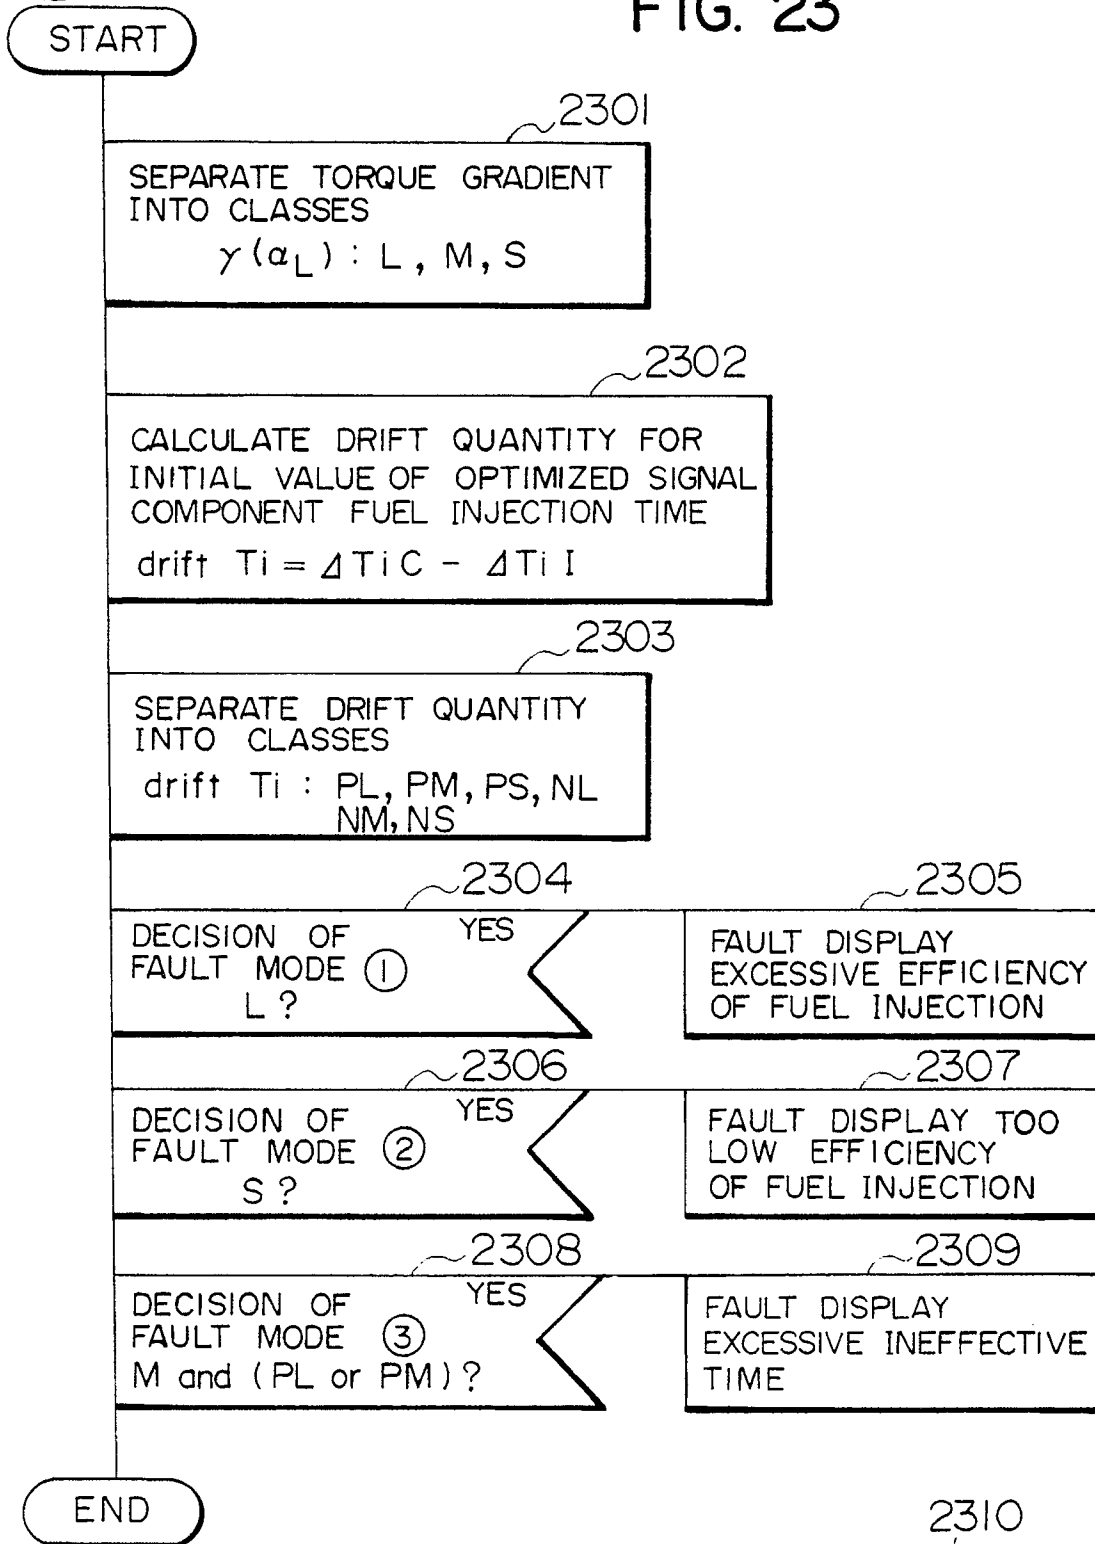 FIG. 23
START
2301
SEPARATE TORQUE GRADIENT
INTO CLASSES
γ(αL) : L, M, S
2302
CALCULATE DRIFT QUANTITY FOR
INITIAL VALUE OF OPTIMIZED SIGNAL
COMPONENT FUEL INJECTION TIME
drift Ti = ΔTiC - ΔTiI
2303
SEPARATE DRIFT QUANTITY
INTO CLASSES
drift Ti : PL, PM, PS, NL
NM, NS
2304
DECISION OF YES
FAULT MODE ①
L ?
2305
FAULT DISPLAY
EXCESSIVE EFFICIENCY
OF FUEL INJECTION
2306
DECISION OF YES
FAULT MODE ②
S ?
2307
FAULT DISPLAY TOO
LOW EFFICIENCY
OF FUEL INJECTION
2308
DECISION OF YES
FAULT MODE ③
M and (PL or PM) ?
2309
FAULT DISPLAY
EXCESSIVE INEFFECTIVE
TIME
END
2310